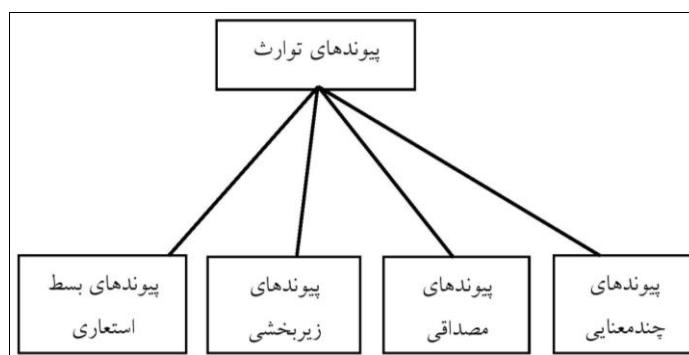 پیوندهای توارث
پیوندهای
چندمعنایی
پیوندهای
مصداقی
پیوندهای
زیربخشی
پیوندهای بسط
استعاری